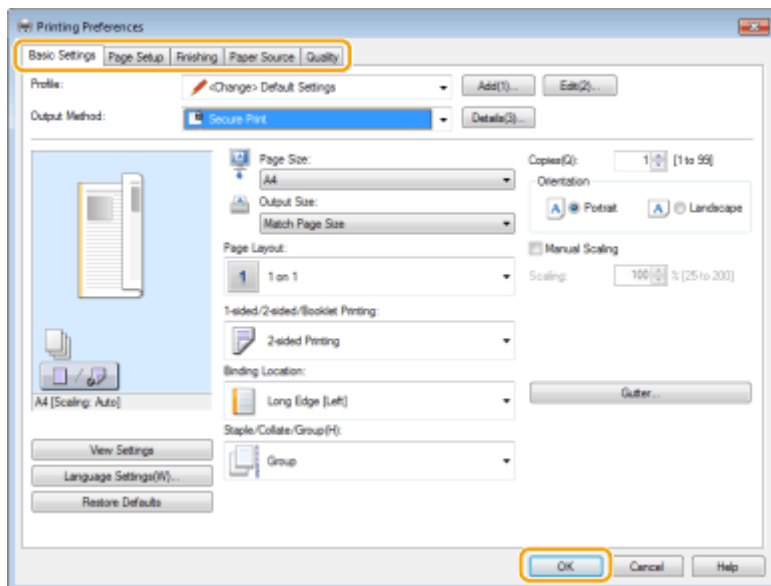 Printing Preferences
Basic Settings Page Setup Finishing Paper Source Quality
Profile: <Change> Default Settings Add(1)... Edit(2)...
Output Method: Secure Print Details(3)...
Page Size:
A4
Output Size:
Match Page Size
Page Layout:
1 1 on 1
1-sided/2-sided/Booklet Printing:
2-sided Printing
Binding Location:
Long Edge [Left]
Staple/Collate/Group(H):
Group
Copies(Q): 1 [1 to 99]
Orientation
A Portrait A Landscape
Manual Scaling
Scaling: 100 % [25 to 200]
Gutter...
A4 [Scaling: Auto]
View Settings
Language Settings(W)...
Restore Defaults
OK Cancel Help